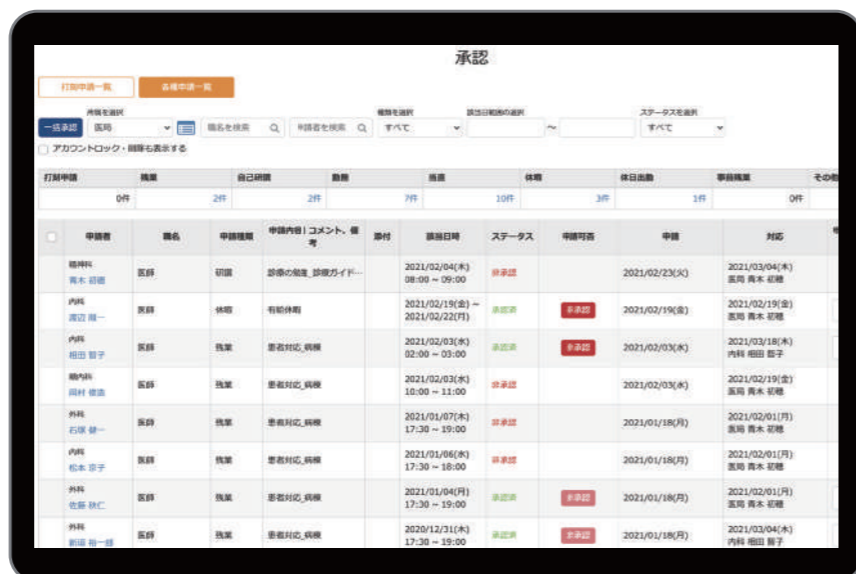 承認
打刻申請一覧 各種申請一覧
所属を選択 種類を選択 該当日範囲の選択 ステータスを選択
一括承認 医局 職名を検索 申請者を検索 すべて ～ すべて
アカウントロック・削除も表示する
打刻申請 残業 自己研鑽 勤務 当直 休暇 休日出勤 事前残業 その他
0件 2件 2件 7件 10件 3件 1件 0件
申請者 職名 申請種類 申請内容|コメント、備考 添付 該当日時 ステータス 申請可否 申請 対応
精神科
青木 初穂 医師 研鑽 診療の勉強_診療ガイド… 2021/02/04(木) 08:00 ~ 09:00 非承認 2021/02/23(火) 2021/03/04(木) 医局 青木 初穂
内科
渡辺 陽一 医師 休暇 有給休暇 2021/02/19(金) ~ 2021/02/22(月) 承認済 非承認 2021/02/19(金) 2021/02/19(金) 医局 青木 初穂
内科
相田 智子 医師 残業 患者対応_病棟 2021/02/03(水) 02:00 ~ 03:00 承認済 非承認 2021/02/03(水) 2021/03/18(木) 内科 相田 智子
医師 残業 患者対応_病棟 2021/02/03(水) 10:00 ~ 11:00 非承認 2021/02/03(水) 2021/02/19(金) 医局 青木 初穂
外科
石塚 健一 医師 残業 患者対応_病棟 2021/01/07(木) 17:30 ~ 19:00 非承認 2021/01/18(月) 2021/02/01(月) 医局 青木 初穂
内科
松本 京子 医師 残業 患者対応_病棟 2021/01/06(水) 17:30 ~ 18:00 非承認 2021/01/18(月) 2021/02/01(月) 医局 青木 初穂
外科
佐藤 秋仁 医師 残業 患者対応_病棟 2021/01/04(月) 17:30 ~ 19:00 承認済 非承認 2021/01/18(月) 2021/02/01(月) 医局 青木 初穂
外科
医師 残業 患者対応_病棟 2020/12/31(木) 17:30 ~ 19:00 承認済 非承認 2021/01/18(月) 2021/03/04(木) 内科 相田 智子